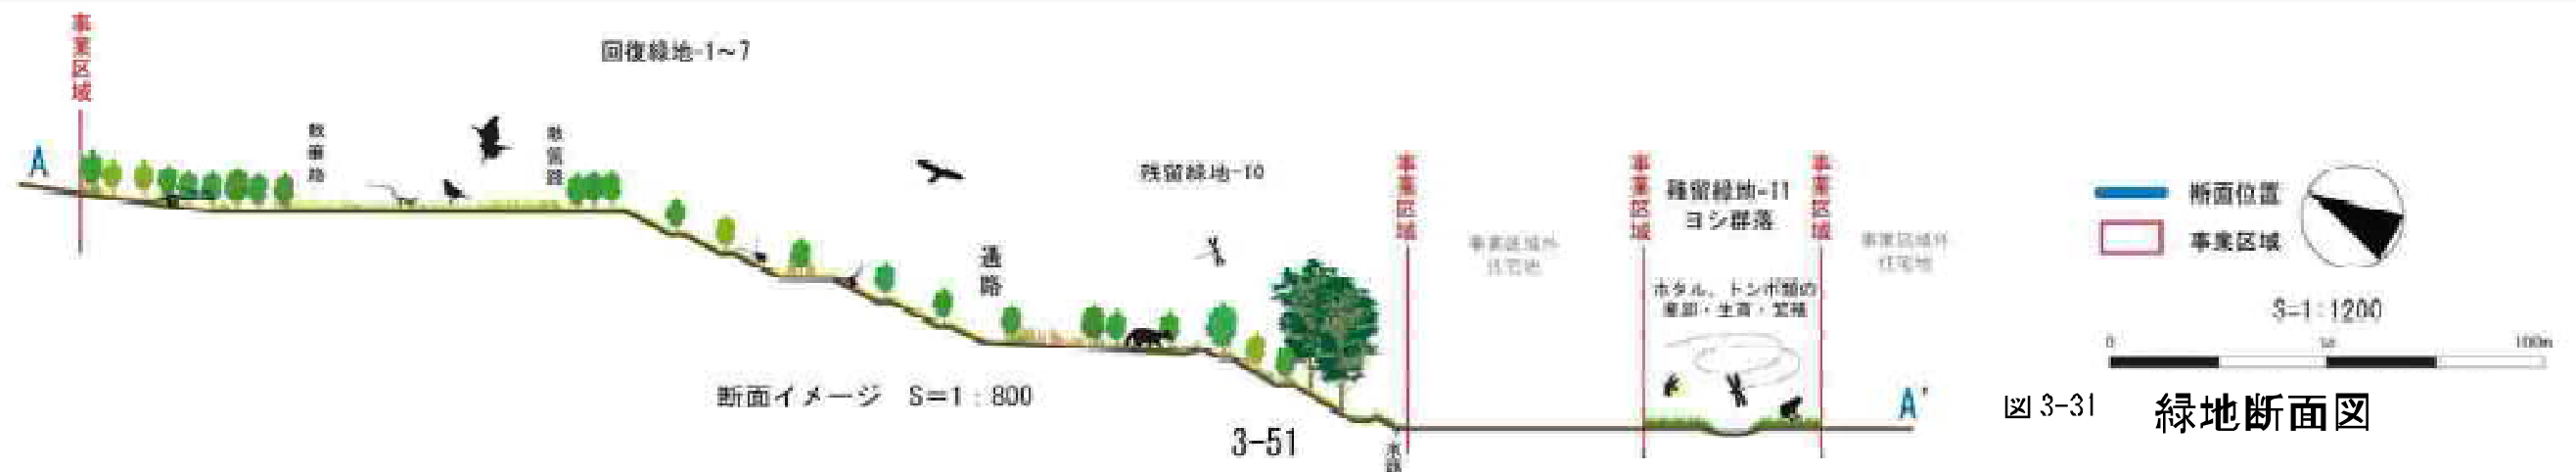 事業区域
回復緑地-1～7
A
散策路
散策路
通路
残留緑地-10
事業区域
事業区域外
住宅地
事業区域
残留緑地-11
ヨシ群落
ホタル、トンボ類の
産卵・生育・繁殖
事業区域
事業区域外
住宅地
A'
水路
断面イメージ S=1：800
3-51
断面位置
事業区域
S=1:1200
0 50 100m
図 3-31 緑地断面図